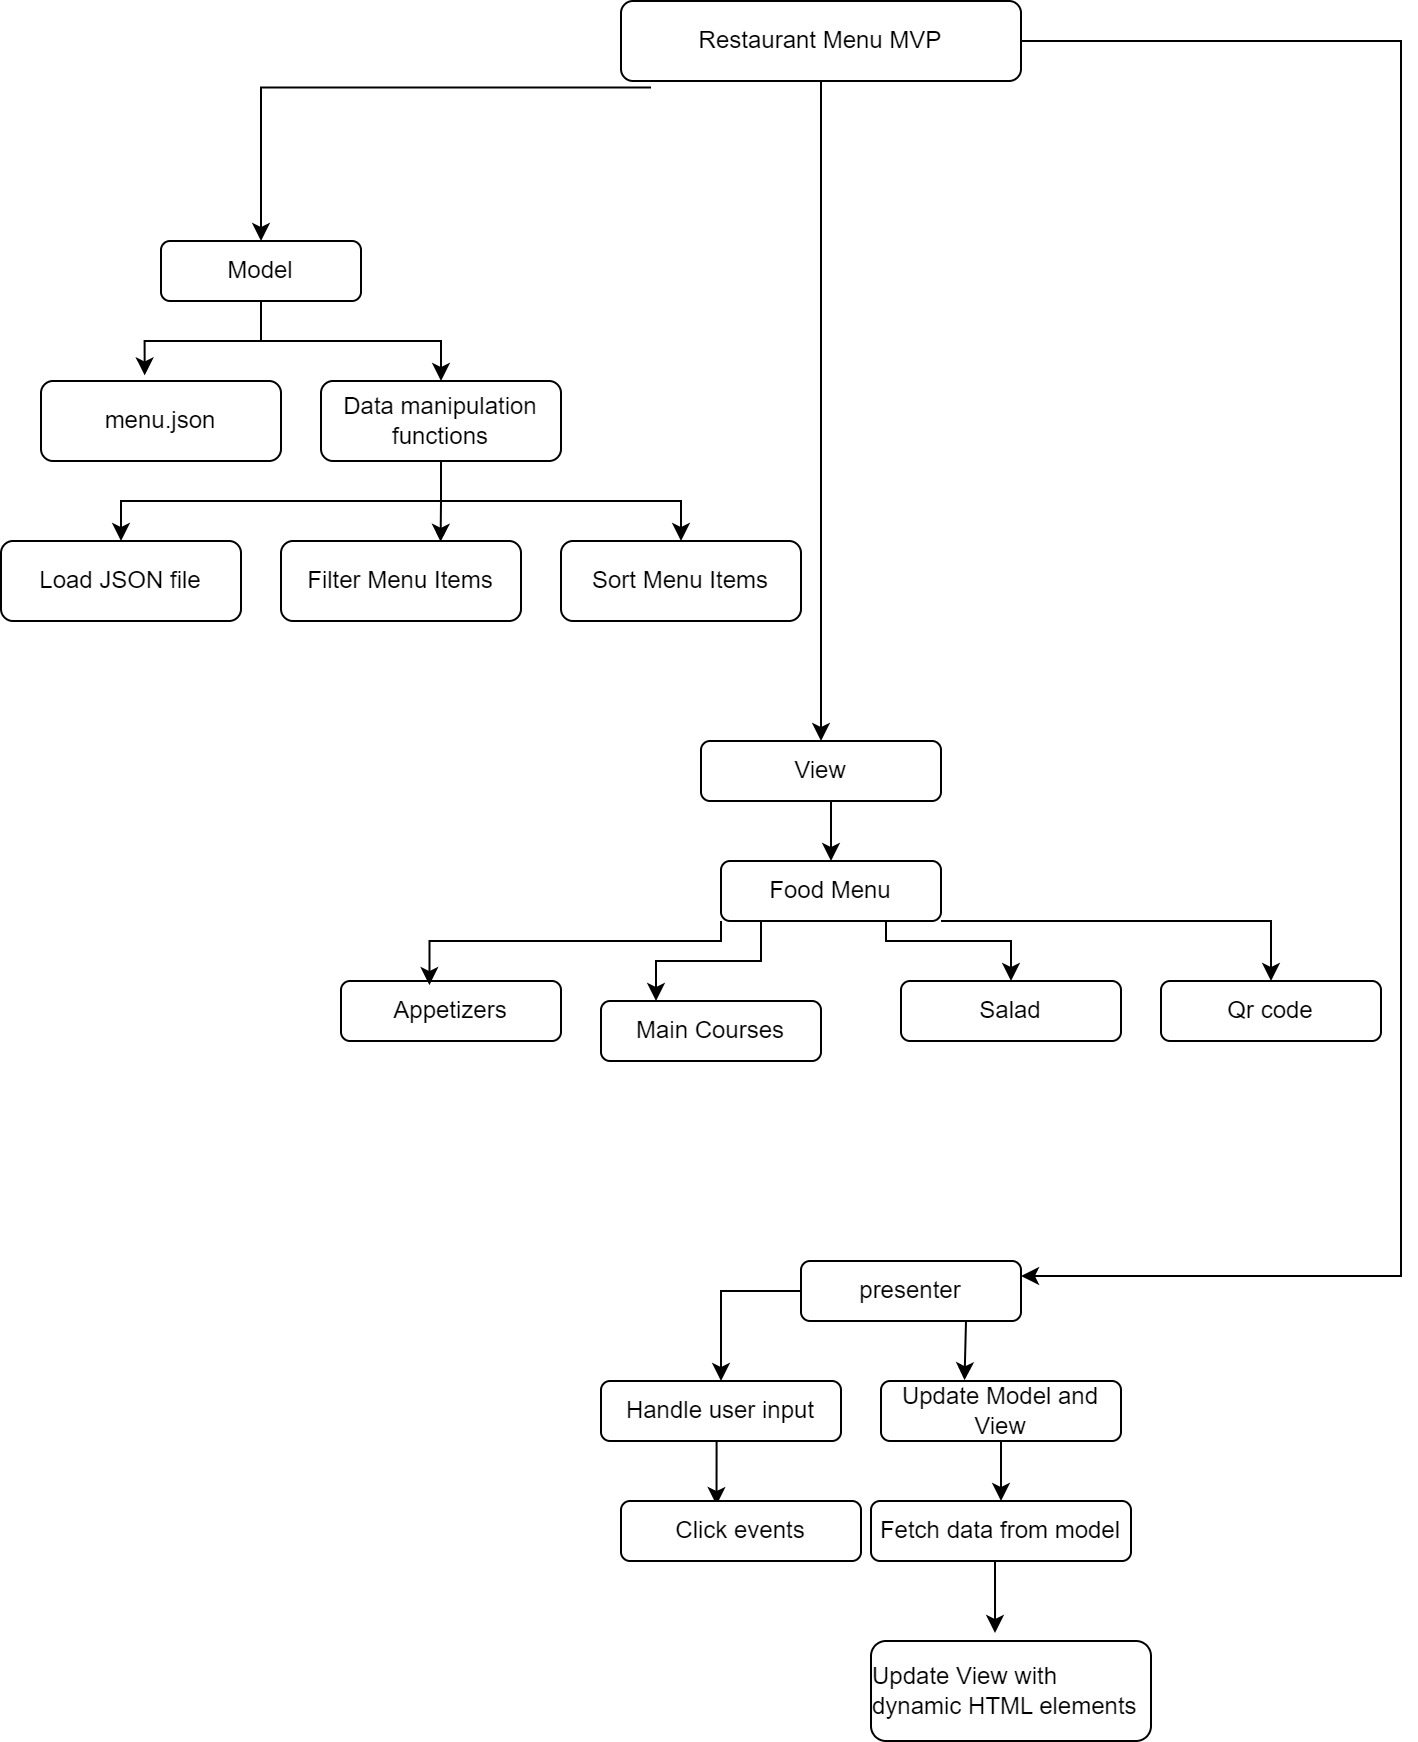 Restaurant Menu MVP
Model
menu.json
Data manipulation
functions
Load JSON file
Filter Menu Items
Sort Menu Items
View
Food Menu
Appetizers
Main Courses
Salad
Qr code
presenter
Handle user input
Update Model and
View
Click events
Fetch data from model
Update View with
dynamic HTML elements